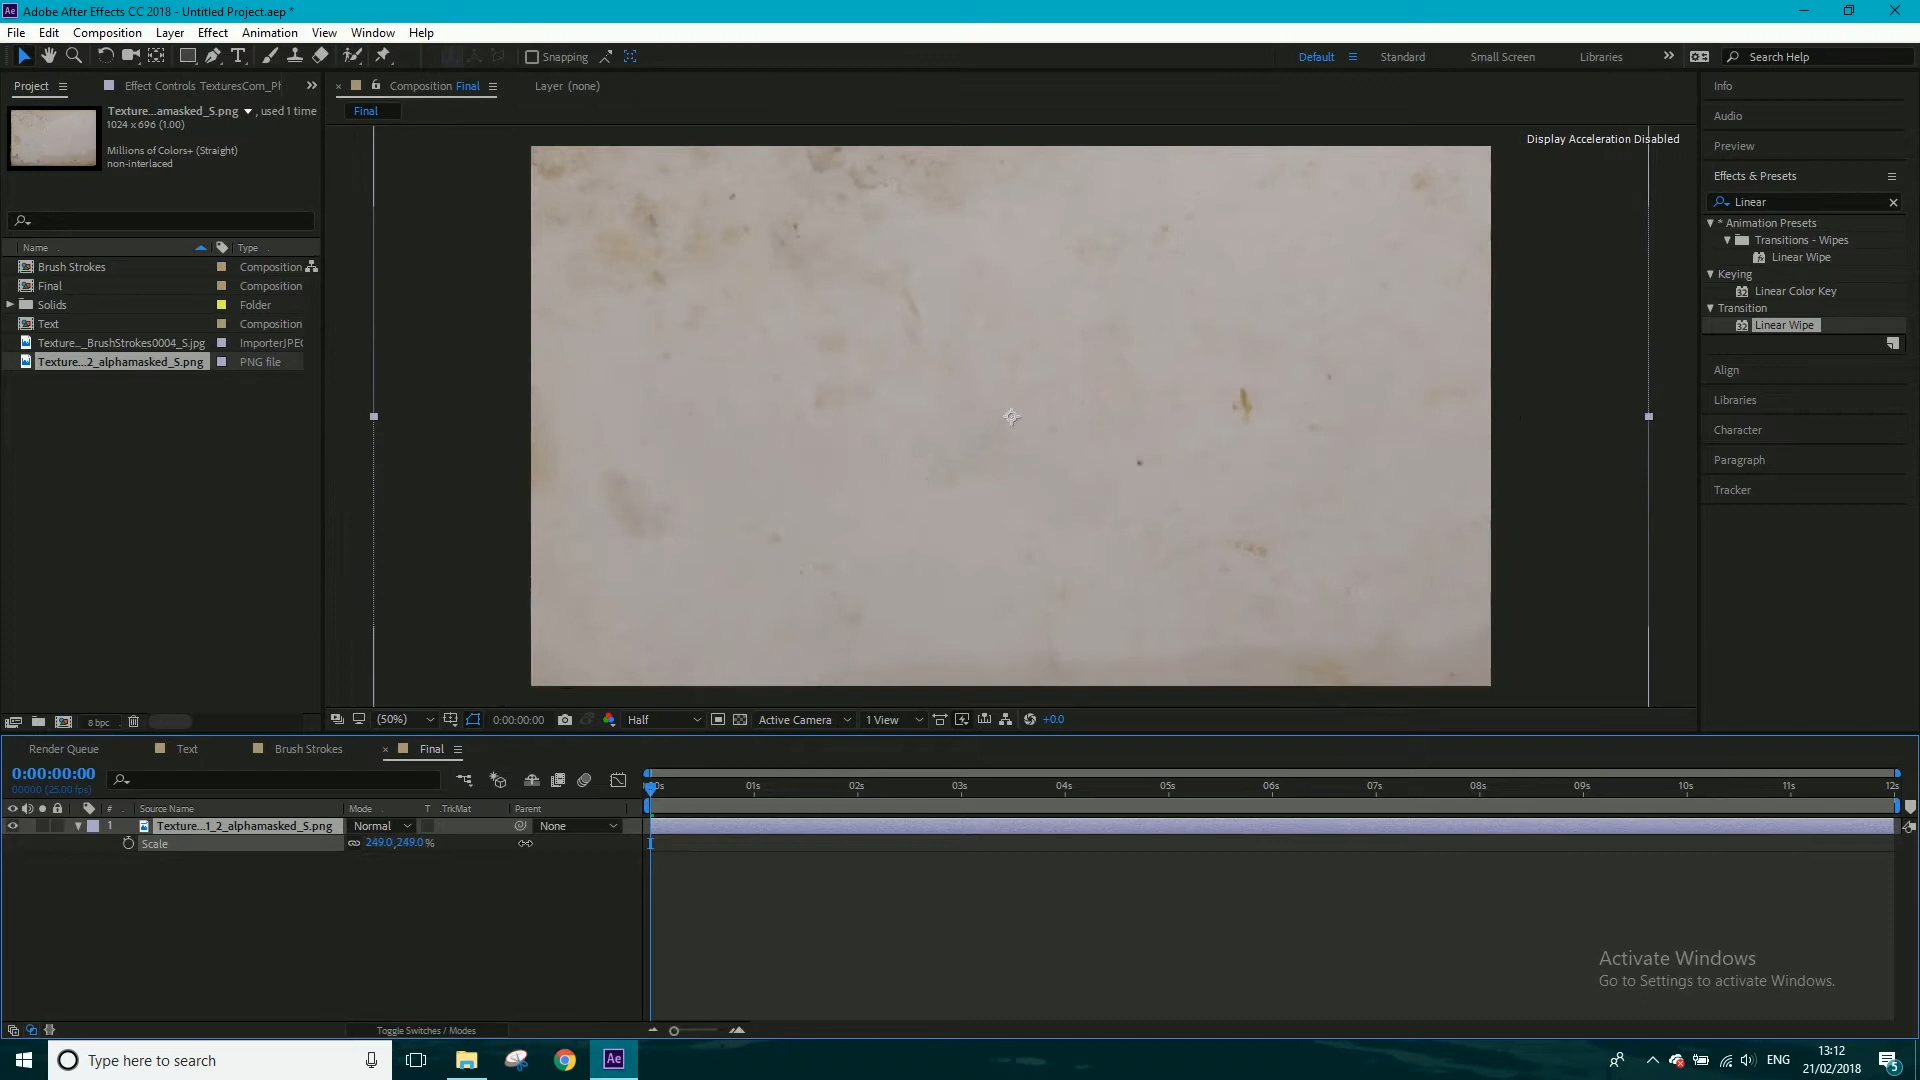 Adobe After Effects CC 2018 - Untitled Project.aep *
File Edit Composition Layer Effect Animation View Window Help
Snapping
Default Standard Small Screen Libraries Search Help
Project Effect Controls TexturesCom_Pl
Composition Final Layer (none)
Info
Texture...amasked_S.png , used 1 time
1024 x 696 (1.00)
Final
Audio
Millions of Colors+ (Straight)
non-interlaced
Display Acceleration Disabled
Preview
Effects & Presets
Linear
* Animation Presets
Transitions - Wipes
Linear Wipe
Keying
Linear Color Key
Transition
Linear Wipe
Align
Libraries
Character
Paragraph
Tracker
Name Type
Brush Strokes Composition
Final Composition
Solids Folder
Text Composition
Texture..._BrushStrokes0004_S.jpg ImporterJPEG
Texture...2_alphamasked_S.png PNG file
8 bpc
(50%) 0:00:00:00 Half Active Camera 1 View +0.0
Render Queue Text Brush Strokes Final
0:00:00:00
00000 (25.00 fps)
00s 01s 02s 03s 04s 05s 06s 07s 08s 09s 10s 11s 12s
# Source Name Mode T .TrkMat Parent
1 Texture...1_2_alphamasked_S.png Normal None
Scale 249.0,249.0%
Activate Windows
Go to Settings to activate Windows.
Toggle Switches / Modes
Type here to search
Ae
ENG
13:12
21/02/2018
5